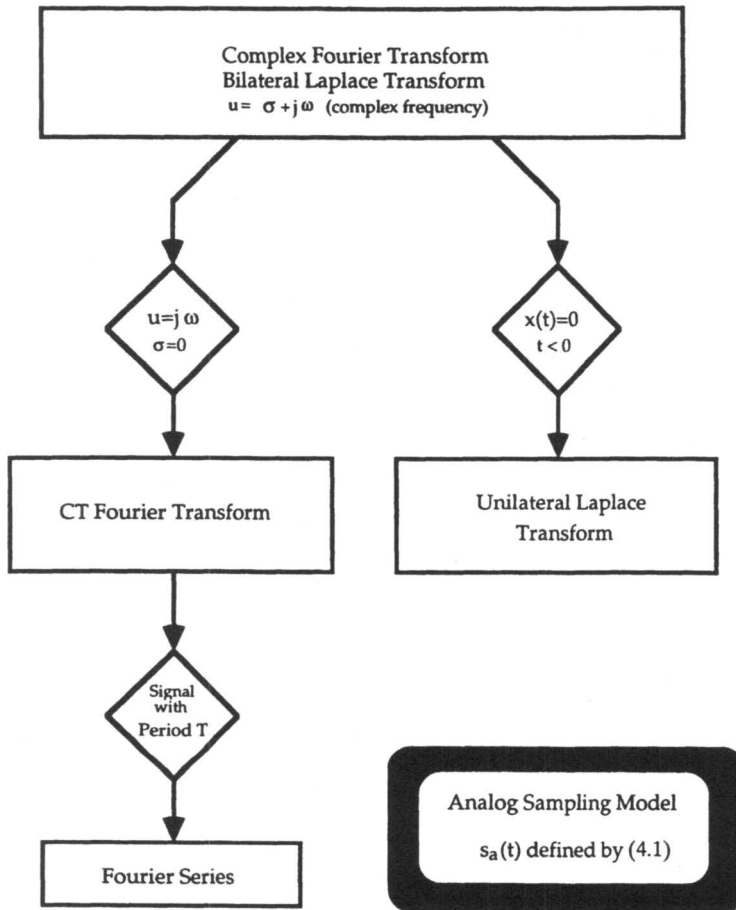 Complex Fourier Transform
Bilateral Laplace Transform
u = σ + j ω (complex frequency)
u=j ω
σ=0
x(t)=0
t < 0
CT Fourier Transform
Unilateral Laplace
Transform
Signal
with
Period T
Analog Sampling Model
sa(t) defined by (4.1)
Fourier Series